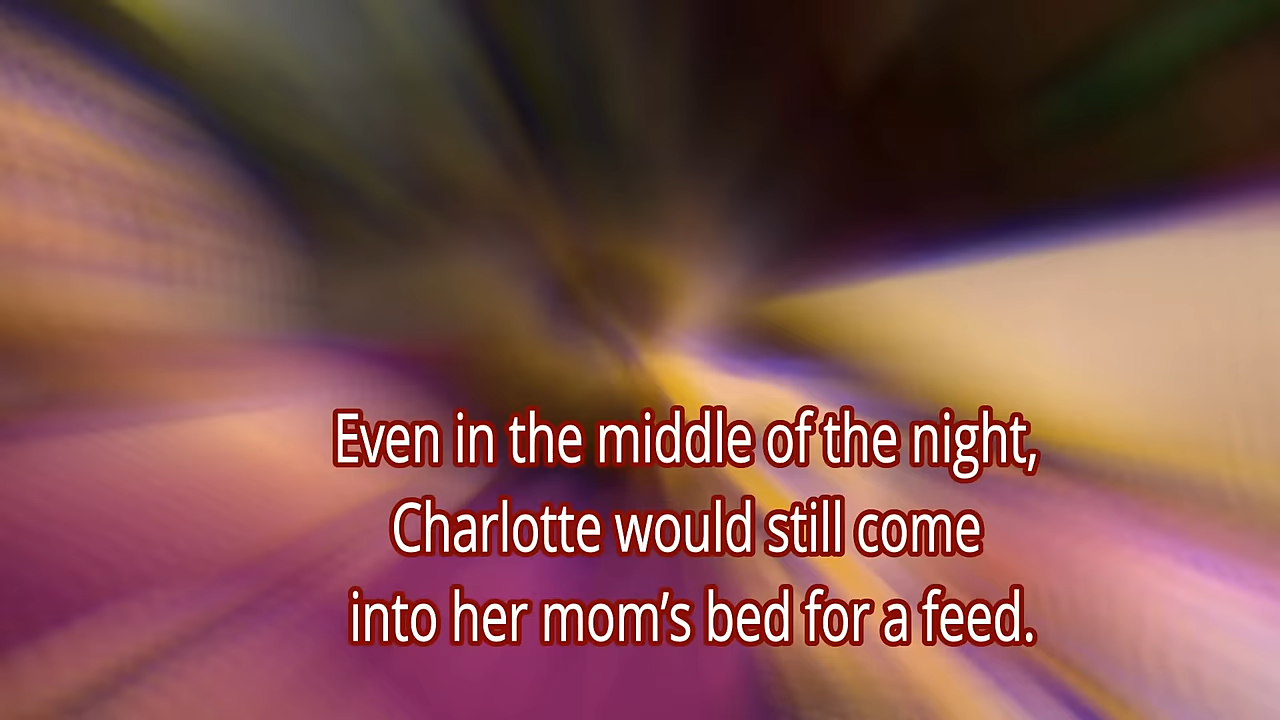 Even in the middle of the night,
Charlotte would still come
into her mom’s bed for a feed.